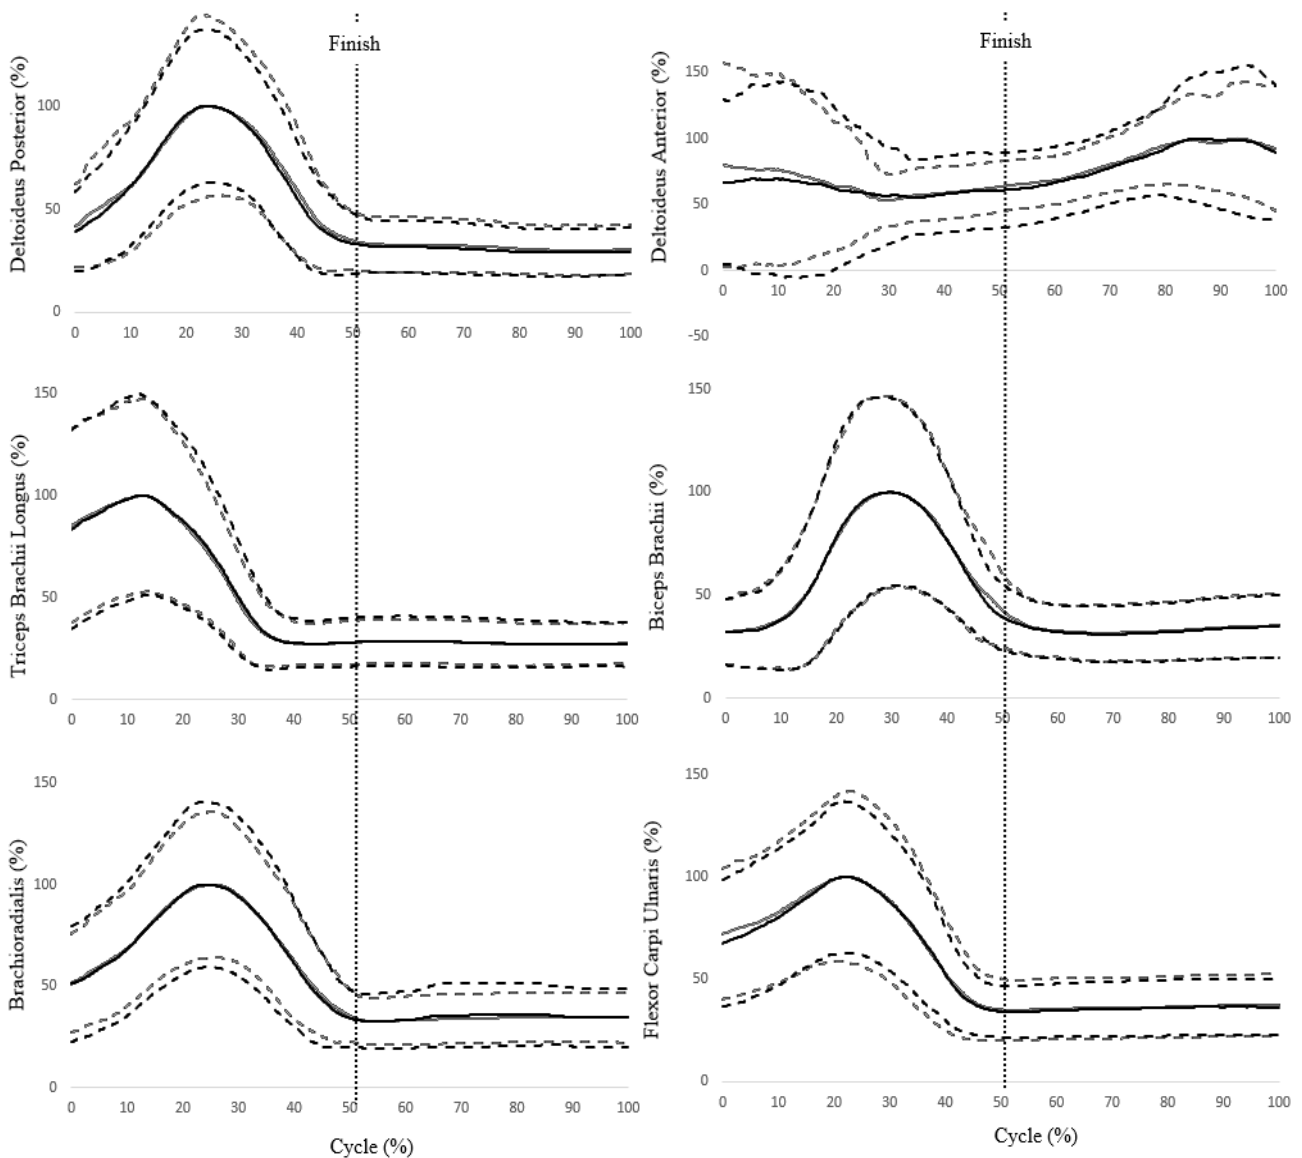 Finish
Deltoideus Posterior (%)
100
50
0
0 10 20 30 40 50 60 70 80 90 100
Finish
Deltoideus Anterior (%)
150
100
50
0
-50
0 10 20 30 40 50 60 70 80 90 100
Triceps Brachii Longus (%)
150
100
50
0
0 10 20 30 40 50 60 70 80 90 100
Biceps Brachii (%)
150
100
50
0
0 10 20 30 40 50 60 70 80 90 100
Brachioradialis (%)
150
100
50
0
0 10 20 30 40 50 60 70 80 90 100
Cycle (%)
Flexor Carpi Ulnaris (%)
150
100
50
0
0 10 20 30 40 50 60 70 80 90 100
Cycle (%)